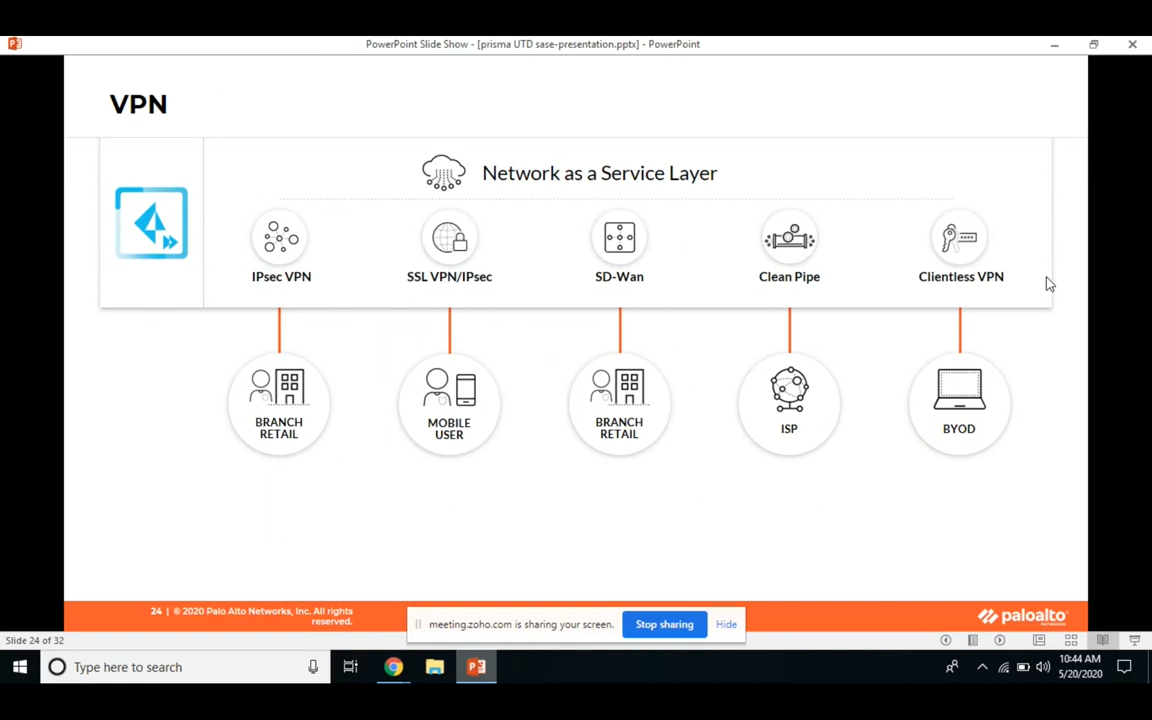 PowerPoint Slide Show - [prisma UTD sase-presentation.pptx] - PowerPoint
VPN
Network as a Service Layer
IPsec VPN
SSL VPN/IPsec
SD-Wan
Clean Pipe
Clientless VPN
BRANCH
RETAIL
MOBILE
USER
BRANCH
RETAIL
ISP
BYOD
24 | © 2020 Palo Alto Networks, Inc. All rights
reserved.
meeting.zoho.com is sharing your screen.
Stop sharing
Hide
paloalto
NETWORKS
Slide 24 of 32
Type here to search
10:44 AM
5/20/2020